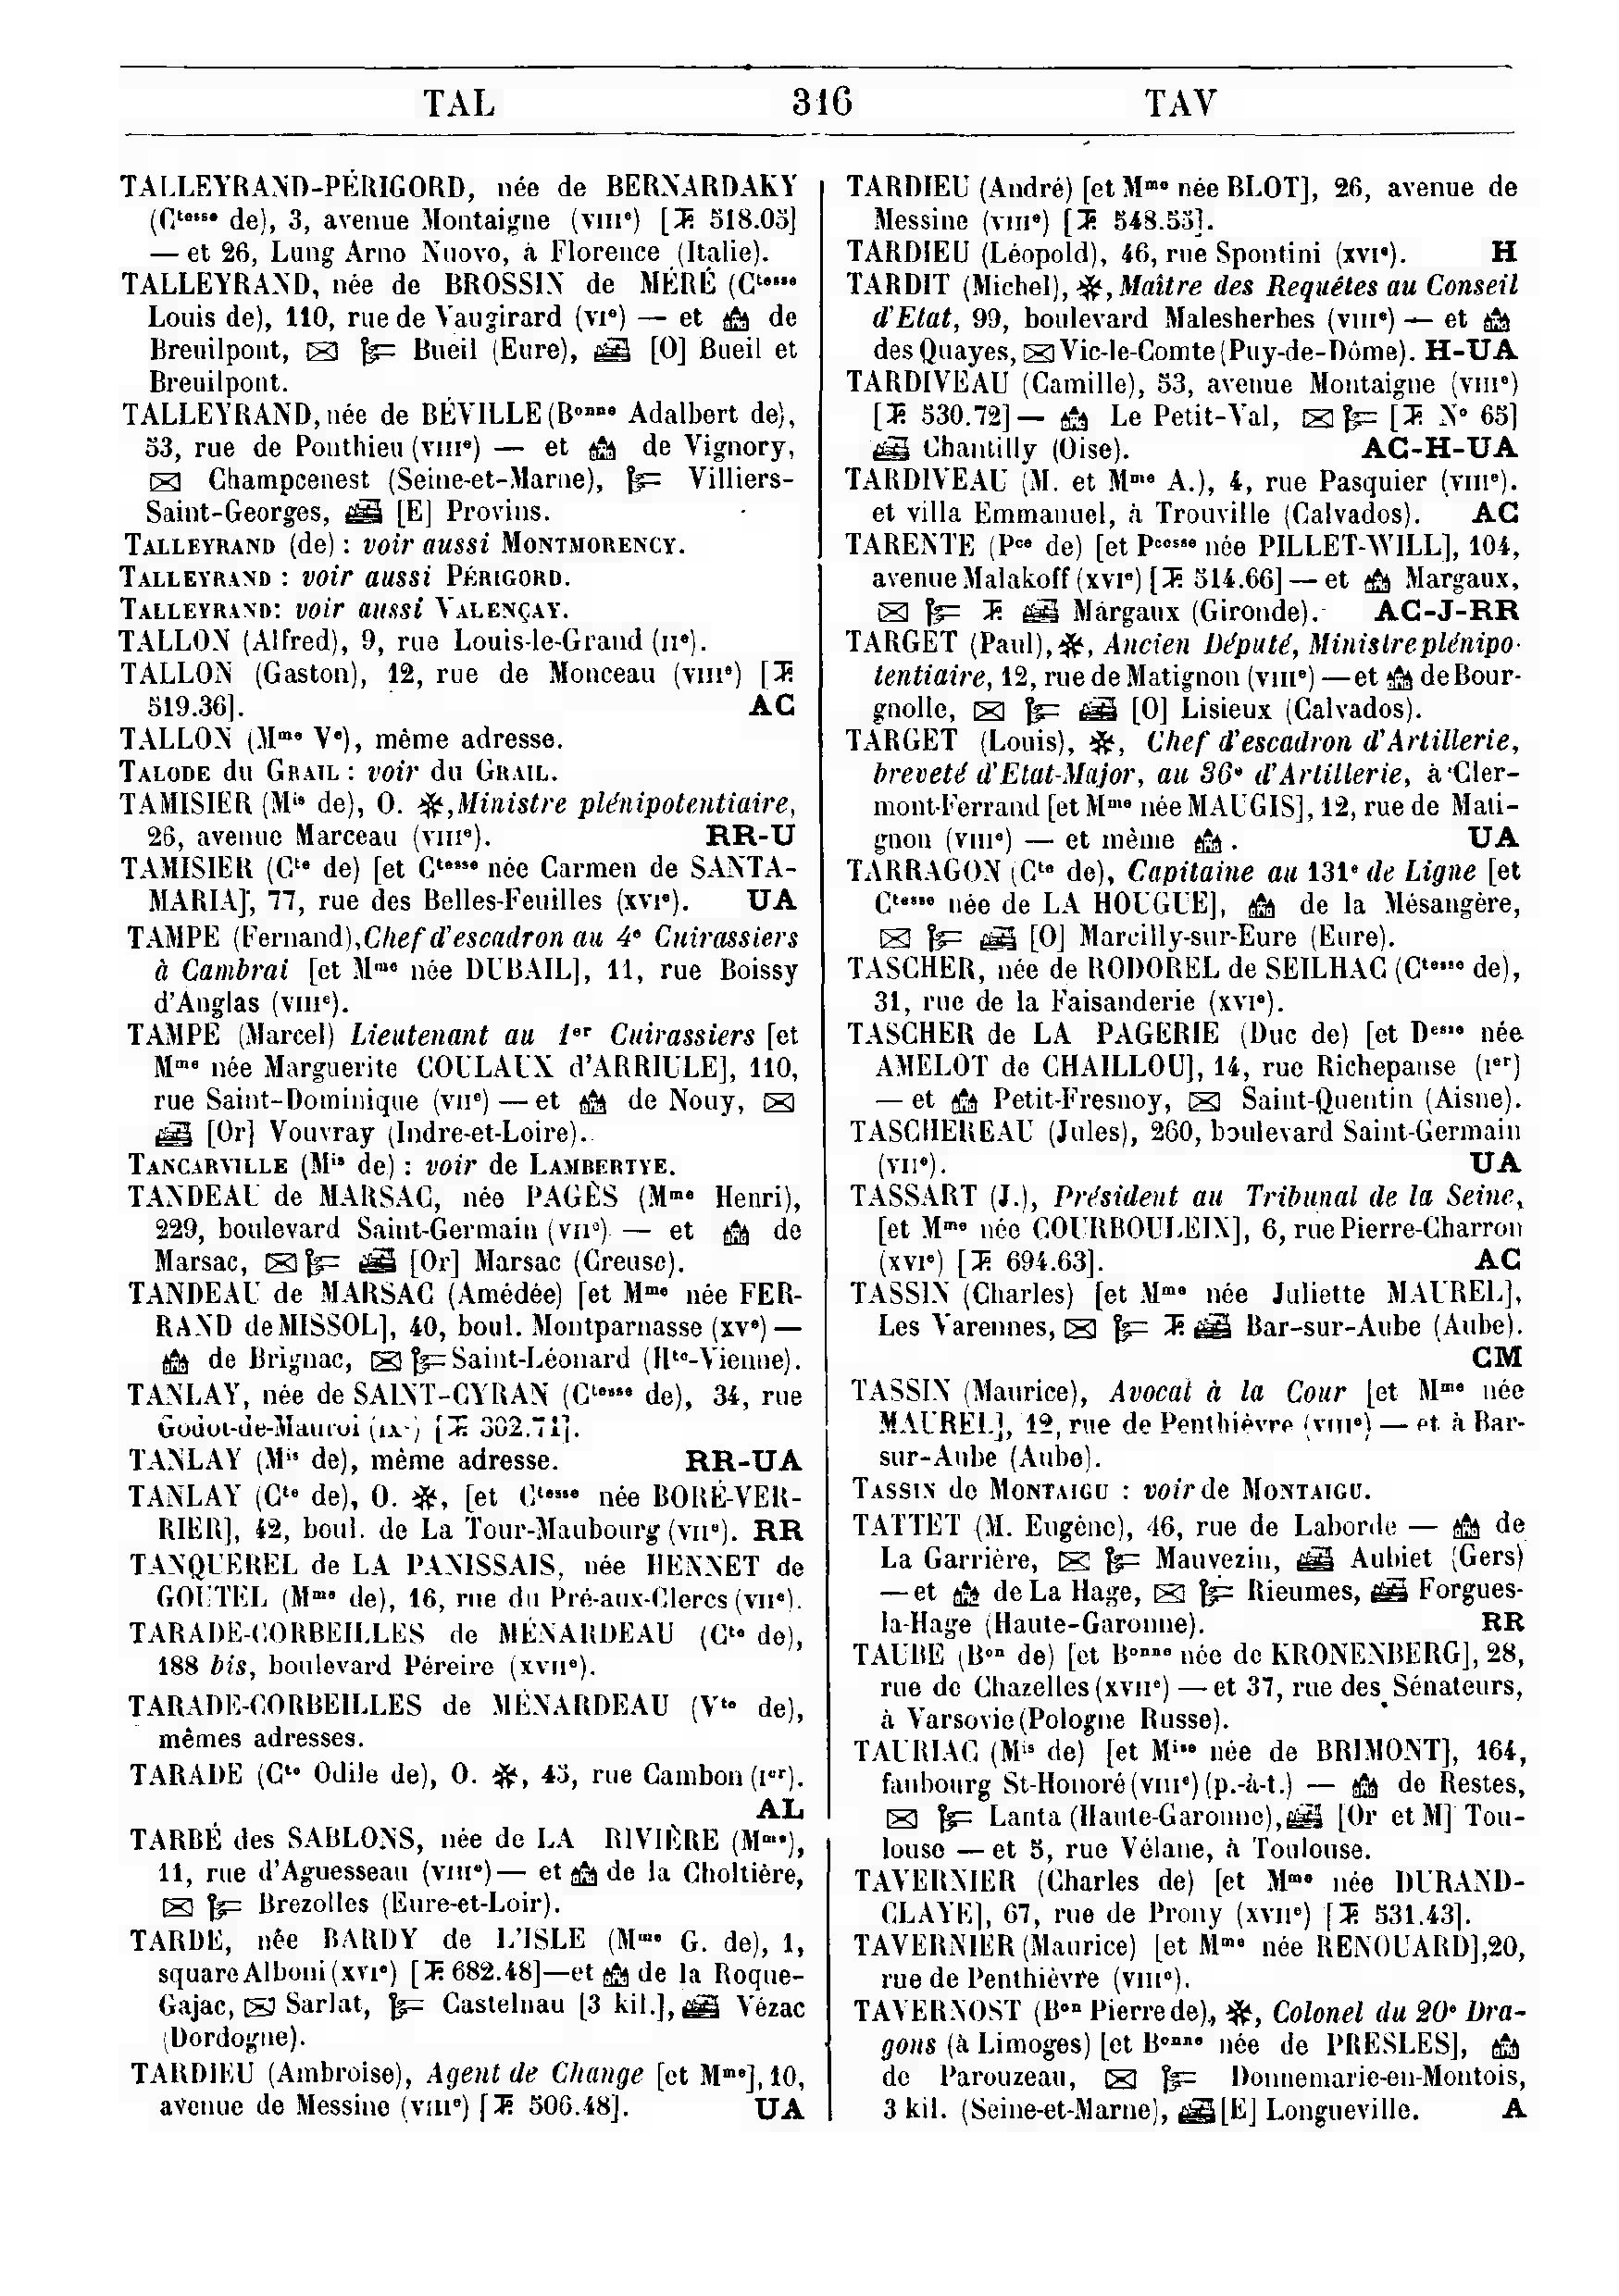 TAL 316 TAV
TALLEYRAND-PÉRIGORD, née de BERNARDAKY
(Ctesse de), 3, avenue Montaigne (VIIIe) [T. 518.05]
— et 26, Lung Arno Nuovo, à Florence (Italie).
TALLEYRAND, née de BROSSIN de MÉRÉ (Ctesse
Louis de), 110, rue de Vaugirard (VIe) — et de
Breuilpont, Bueil (Eure), [O] Bueil et
Breuilpont.
TALLEYRAND, née de BÉVILLE (Bonne Adalbert de),
53, rue de Ponthieu (VIIIe) — et de Vignory,
Champcenest (Seine-et-Marne), Villiers-
Saint-Georges, [E] Provins.
TALLEYRAND (de) : voir aussi MONTMORENCY.
TALLEYRAND : voir aussi PÉRIGORD.
TALLEYRAND: voir aussi VALENÇAY.
TALLON (Alfred), 9, rue Louis-le-Grand (IIe).
TALLON (Gaston), 12, rue de Monceau (VIIIe) [T.
519.36]. AC
TALLON (Mme Ve), même adresse.
TALODE du GRAIL : voir du GRAIL.
TAMISIER (Mis de), O. ✻, Ministre plénipotentiaire,
26, avenue Marceau (VIIIe). RR-U
TAMISIER (Cte de) [et Ctesse née Carmen de SANTA-
MARIA], 77, rue des Belles-Feuilles (XVIe). UA
TAMPE (Fernand), Chef d'escadron au 4e Cuirassiers
à Cambrai [et Mme née DUBAIL], 11, rue Boissy
d'Anglas (VIIIe).
TAMPE (Marcel) Lieutenant au 1er Cuirassiers [et
Mme née Marguerite COULAUX d'ARRIULE], 110,
rue Saint-Dominique (VIIe) — et de Nouy,
[Or] Vouvray (Indre-et-Loire).
TANCARVILLE (Mis de) : voir de LAMBERTYE.
TANDEAU de MARSAC, née PAGÈS (Mme Henri),
229, boulevard Saint-Germain (VIIe) — et de
Marsac, [Or] Marsac (Creuse).
TANDEAU de MARSAC (Amédée) [et Mme née FER-
RAND de MISSOL], 40, boul. Montparnasse (XVe) —
de Brignac, Saint-Léonard (Hte-Vienne).
TANLAY, née de SAINT-CYRAN (Ctesse de), 34, rue
Godot-de-Mauroi (IXe) [T. 302.71].
TANLAY (Mis de), même adresse. RR-UA
TANLAY (Cte de), O. ✻, [et Ctesse née BORÉ-VER-
RIER], 42, boul. de La Tour-Maubourg (VIIe). RR
TANQUEREL de LA PANISSAIS, née HENNET de
GOUTEL (Mme de), 16, rue du Pré-aux-Clercs (VIIe).
TARADE-CORBEILLES de MÉNARDEAU (Cte de),
188 bis, boulevard Péreire (XVIIe).
TARADE-CORBEILLES de MÉNARDEAU (Vte de),
mêmes adresses.
TARADE (Cte Odile de), O. ✻, 45, rue Cambon (Ier).
AL
TARBÉ des SABLONS, née de LA RIVIÈRE (Mme),
11, rue d'Aguesseau (VIIIe) — et de la Choltière,
Brezolles (Eure-et-Loir).
TARDE, née BARDY de L'ISLE (Mme G. de), 1,
square Alboni (XVIe) [T. 682.48] — et de la Roque-
Gajac, Sarlat, Castelnau [3 kil.], Vézac
(Dordogne).
TARDIEU (Ambroise), Agent de Change [et Mme], 10,
avenue de Messine (VIIIe) [T. 506.48]. UA
TARDIEU (André) [et Mme née BLOT], 26, avenue de
Messine (VIIIe) [T. 548.55].
TARDIEU (Léopold), 46, rue Spontini (XVIe). H
TARDIT (Michel), ✻, Maître des Requêtes au Conseil
d'Etat, 99, boulevard Malesherbes (VIIIe) — et
des Quayes, Vic-le-Comte (Puy-de-Dôme). H-UA
TARDIVEAU (Camille), 53, avenue Montaigne (VIIIe)
[T. 530.72] — Le Petit-Val, [T. No 65]
Chantilly (Oise). AC-H-UA
TARDIVEAU (M. et Mme A.), 4, rue Pasquier (VIIIe).
et villa Emmanuel, à Trouville (Calvados). AC
TARENTE (Pce de) [et Pcesse née PILLET-WILL], 104,
avenue Malakoff (XVIe) [T. 514.66] — et Margaux,
T. Margaux (Gironde). AC-J-RR
TARGET (Paul), ✻, Ancien Député, Ministre plénipo-
tentiaire, 12, rue de Matignon (VIIIe) — et de Bour-
gnolle, [O] Lisieux (Calvados).
TARGET (Louis), ✻, Chef d'escadron d'Artillerie,
breveté d'Etat-Major, au 36e d'Artillerie, à Cler-
mont-Ferrand [et Mme née MAUGIS], 12, rue de Mati-
gnon (VIIIe) — et même . UA
TARRAGON (Cte de), Capitaine au 131e de Ligne [et
Ctesse née de LA HOUGUE], de la Mésangère,
[O] Marcilly-sur-Eure (Eure).
TASCHER, née de RODOREL de SEILHAC (Ctesse de),
31, rue de la Faisanderie (XVIe).
TASCHER de LA PAGERIE (Duc de) [et Desse née
AMELOT de CHAILLOU], 14, rue Richepanse (Ier)
— et Petit-Fresnoy, Saint-Quentin (Aisne).
TASCHEREAU (Jules), 260, boulevard Saint-Germain
(VIIe). UA
TASSART (J.), Président au Tribunal de la Seine,
[et Mme née COURBOULEIX], 6, rue Pierre-Charron
(XVIe) [T. 694.63]. AC
TASSIN (Charles) [et Mme née Juliette MAUREL],
Les Varennes, T. Bar-sur-Aube (Aube).
CM
TASSIN (Maurice), Avocat à la Cour [et Mme née
MAUREL], 12, rue de Penthièvre (VIIIe) — et à Bar-
sur-Aube (Aube).
TASSIN de MONTAIGU : voir de MONTAIGU.
TATTET (M. Eugène), 46, rue de Laborde — de
La Garrière, Mauvezin, Aubiet (Gers)
— et de La Hage, Rieumes, Forgues-
la-Hage (Haute-Garonne). RR
TAUBE (Bon de) [et Bonne née de KRONENBERG], 28,
rue de Chazelles (XVIIe) — et 37, rue des Sénateurs,
à Varsovie (Pologne Russe).
TAURIAC (Mis de) [et Mise née de BRIMONT], 164,
faubourg St-Honoré (VIIIe) (p.-à-t.) — de Restes,
Lanta (Haute-Garonne), [Or et M] Tou-
louse — et 5, rue Vélane, à Toulouse.
TAVERNIER (Charles de) [et Mme née DURAND-
CLAYE], 67, rue de Prony (XVIIe) [T. 531.43].
TAVERNIER (Maurice) [et Mme née RENOUARD], 20,
rue de Penthièvre (VIIIe).
TAVERNOST (Bon Pierre de), ✻, Colonel du 20e Dra-
gons (à Limoges) [et Bonne née de PRESLES],
de Parouzeau, Donnemarie-en-Montois,
3 kil. (Seine-et-Marne), [E] Longueville. A